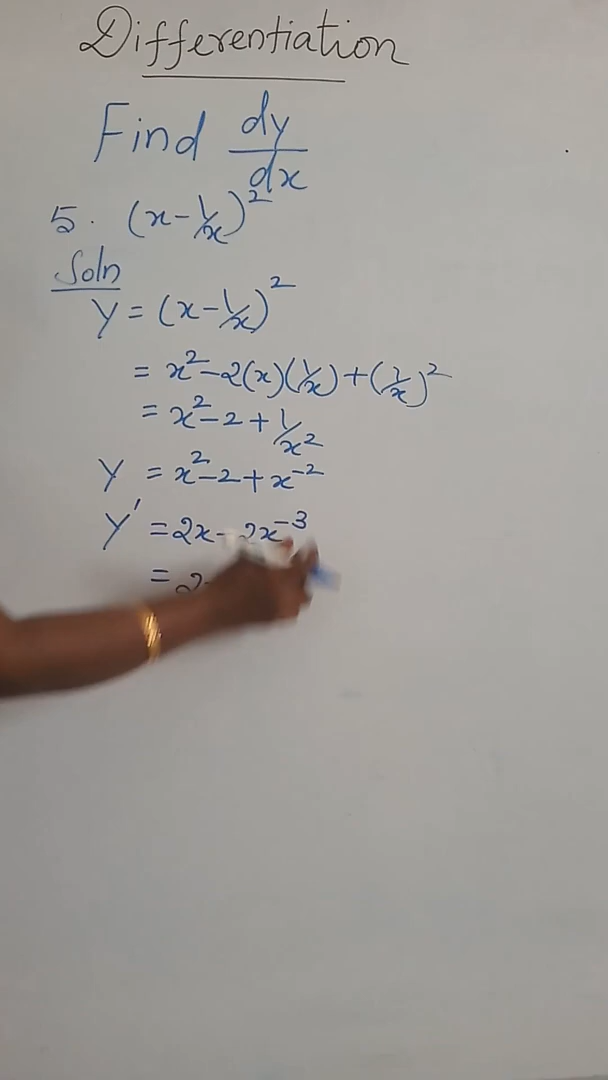 Differentiation
Find dy/dx
5. (x-1/x)²
Soln
Y = (x-1/x)²
= x²-2(x)(1/x)+(1/x)²
= x²-2+1/x²
Y = x²-2+x⁻²
Y' = 2x-2x⁻³
= 2